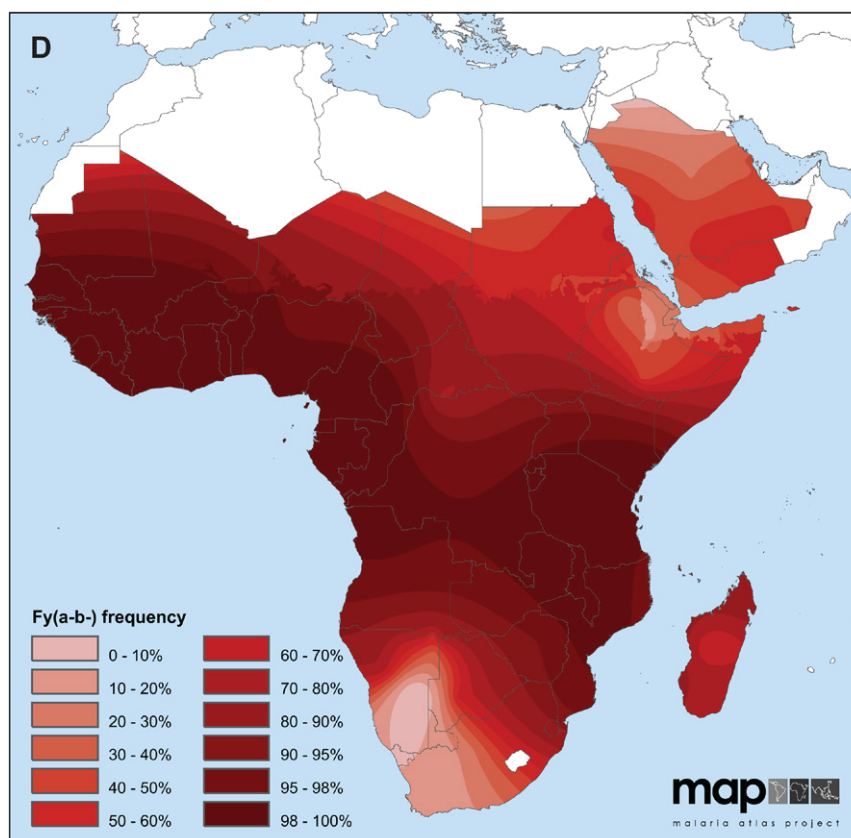 D
Fy(a-b-) frequency
0 - 10%
10 - 20%
20 - 30%
30 - 40%
40 - 50%
50 - 60%
60 - 70%
70 - 80%
80 - 90%
90 - 95%
95 - 98%
98 - 100%
map
malaria atlas project